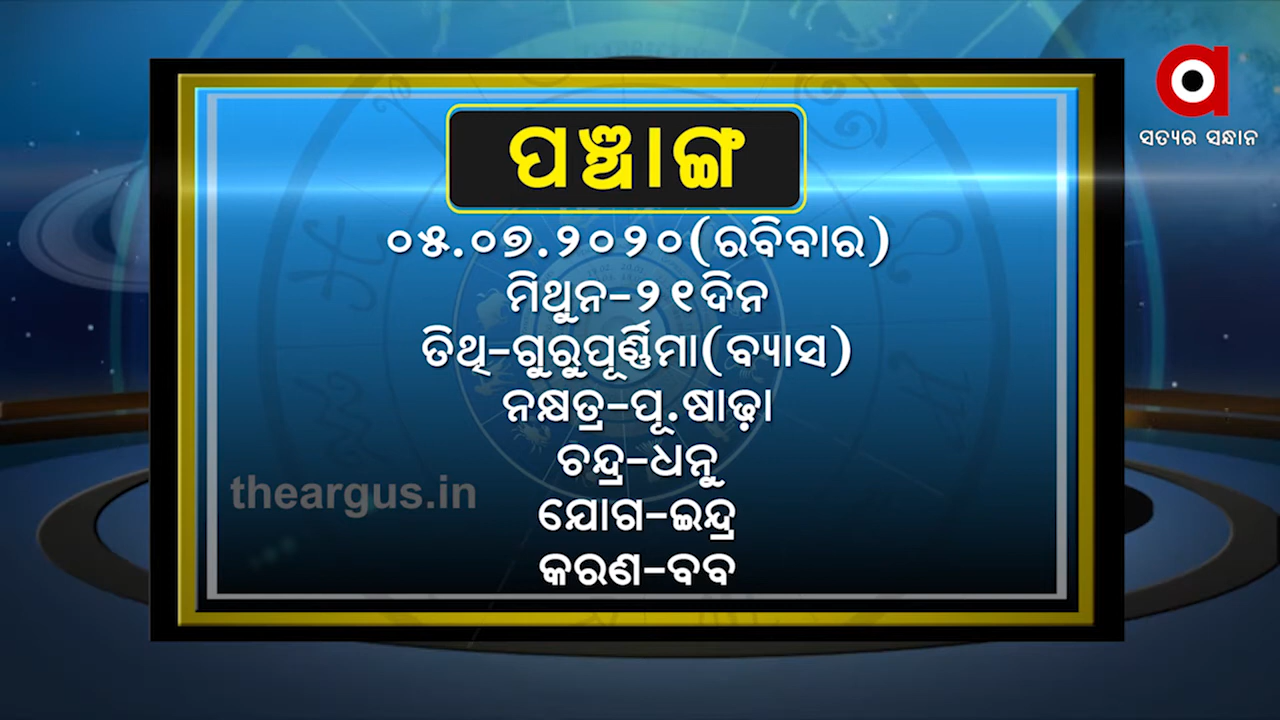 ପଞ୍ଚାଙ୍ଗ
ସତ୍ୟର ସନ୍ଧାନ
୦୫.୦୭.୨୦୨୦(ରବିବାର)
ମିଥୁନ-୨୧ଦିନ
ତିଥି-ଗୁରୁପୂର୍ଣ୍ଣିମା(ବ୍ୟାସ)
ନକ୍ଷତ୍ର-ପୂ.ଷାଢ଼ା
ଚନ୍ଦ୍ର-ଧନୁ
theargus.in
ଯୋଗ-ଇନ୍ଦ୍ର
କରଣ-ବବ